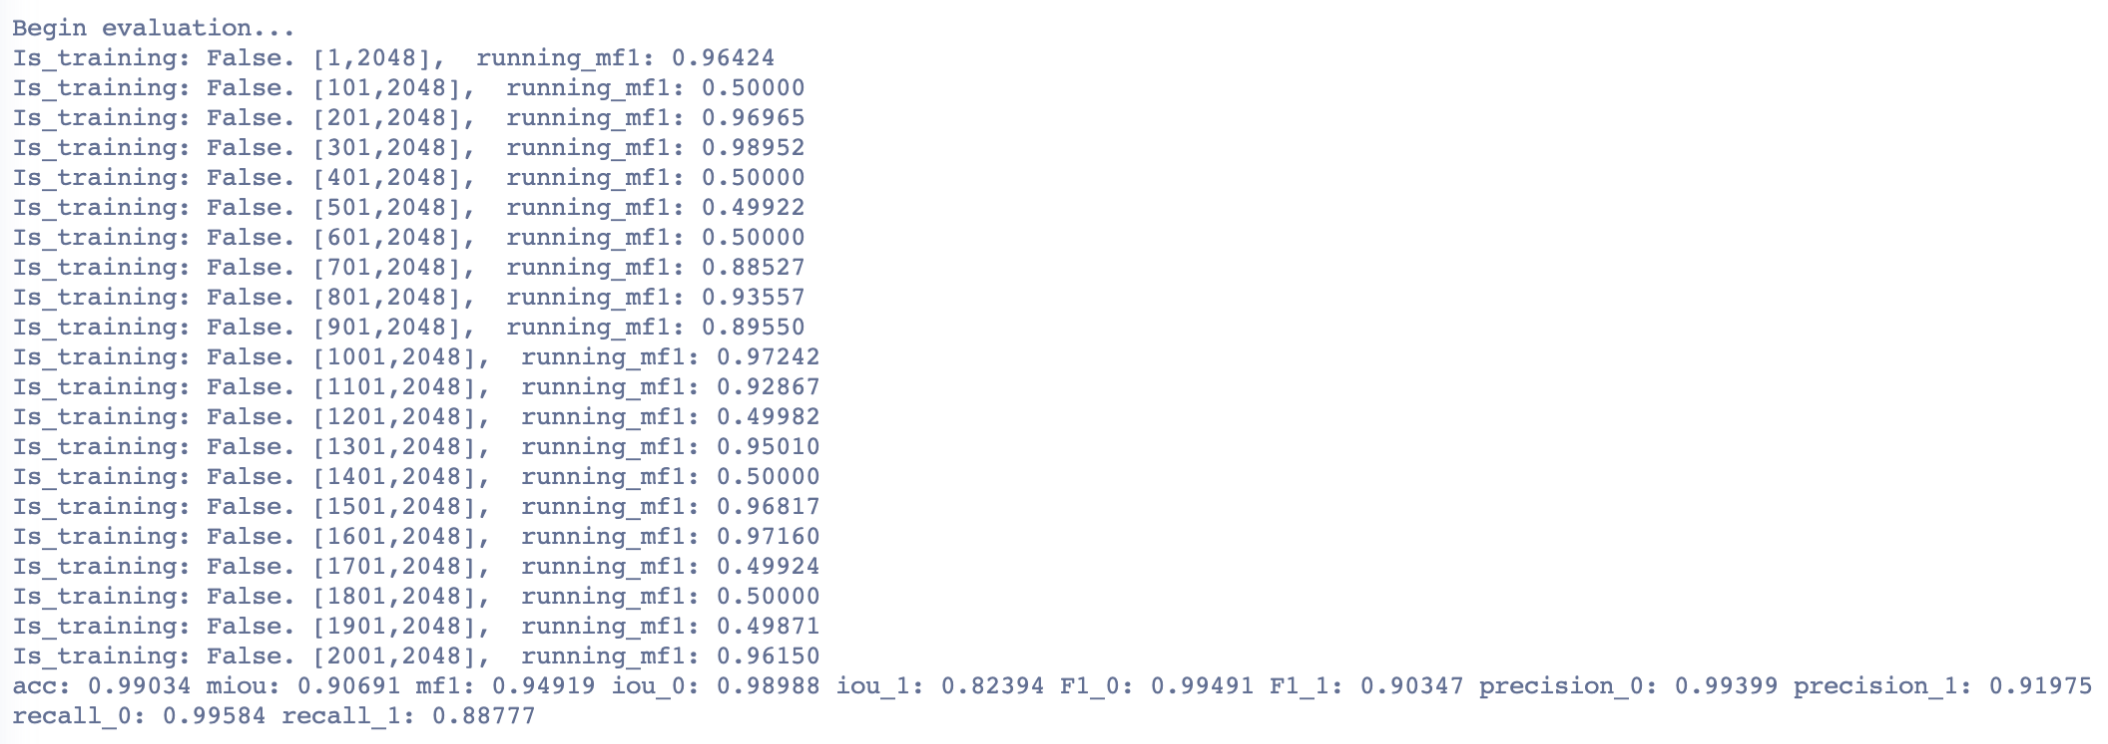 Begin evaluation...
Is_training: False. [1,2048],  running_mf1: 0.96424
Is_training: False. [101,2048],  running_mf1: 0.50000
Is_training: False. [201,2048],  running_mf1: 0.96965
Is_training: False. [301,2048],  running_mf1: 0.98952
Is_training: False. [401,2048],  running_mf1: 0.50000
Is_training: False. [501,2048],  running_mf1: 0.49922
Is_training: False. [601,2048],  running_mf1: 0.50000
Is_training: False. [701,2048],  running_mf1: 0.88527
Is_training: False. [801,2048],  running_mf1: 0.93557
Is_training: False. [901,2048],  running_mf1: 0.89550
Is_training: False. [1001,2048],  running_mf1: 0.97242
Is_training: False. [1101,2048],  running_mf1: 0.92867
Is_training: False. [1201,2048],  running_mf1: 0.49982
Is_training: False. [1301,2048],  running_mf1: 0.95010
Is_training: False. [1401,2048],  running_mf1: 0.50000
Is_training: False. [1501,2048],  running_mf1: 0.96817
Is_training: False. [1601,2048],  running_mf1: 0.97160
Is_training: False. [1701,2048],  running_mf1: 0.49924
Is_training: False. [1801,2048],  running_mf1: 0.50000
Is_training: False. [1901,2048],  running_mf1: 0.49871
Is_training: False. [2001,2048],  running_mf1: 0.96150
acc: 0.99034 miou: 0.90691 mf1: 0.94919 iou_0: 0.98988 iou_1: 0.82394 F1_0: 0.99491 F1_1: 0.90347 precision_0: 0.99399 precision_1: 0.91975
recall_0: 0.99584 recall_1: 0.88777